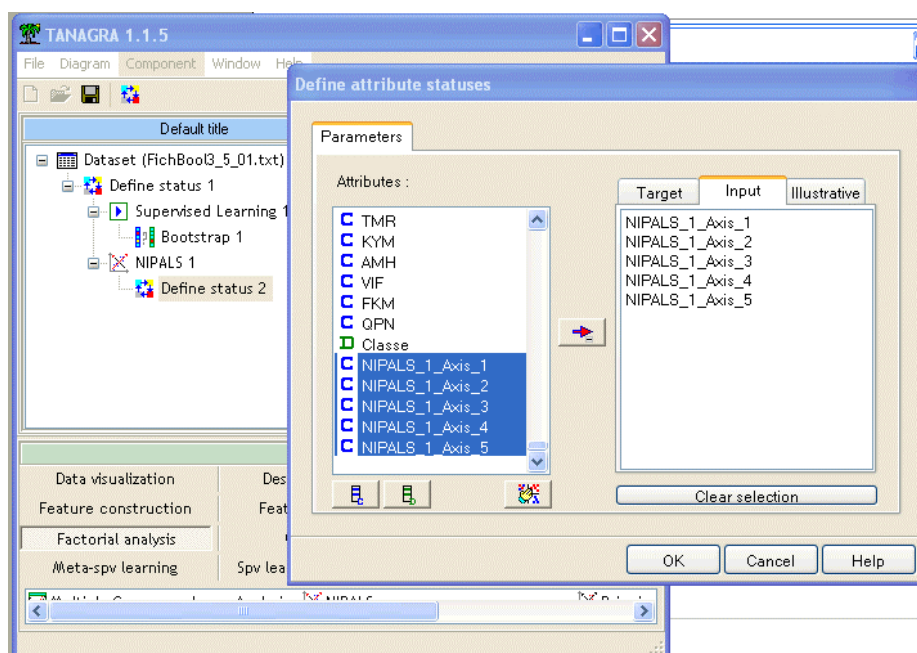 TANAGRA 1.1.5
File Diagram Component Window Help
Default title
Dataset (FichBool3_5_01.txt)
Define status 1
Supervised Learning 1
Bootstrap 1
NIPALS 1
Define status 2
Data visualization
Feature construction
Factorial analysis
Meta-spv learning
Define attribute statuses
Parameters
Attributes :
TMR
KYM
AMH
VIF
FKM
QPN
Classe
NIPALS_1_Axis_1
NIPALS_1_Axis_2
NIPALS_1_Axis_3
NIPALS_1_Axis_4
NIPALS_1_Axis_5
Target Input Illustrative
NIPALS_1_Axis_1
NIPALS_1_Axis_2
NIPALS_1_Axis_3
NIPALS_1_Axis_4
NIPALS_1_Axis_5
Clear selection
OK Cancel Help